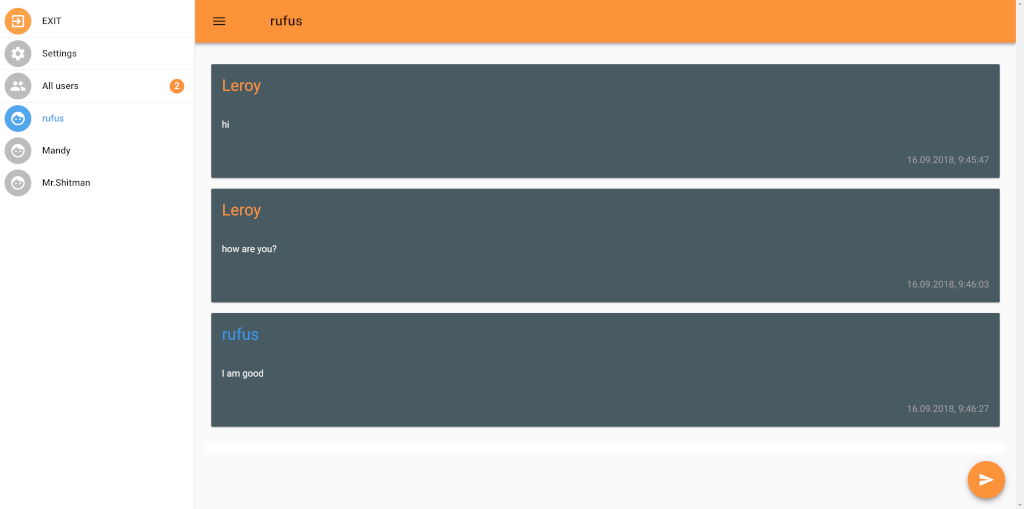 EXIT
Settings
All users 2
rufus
Mandy
Mr.Shitman
rufus
Leroy
hi
16.09.2018, 9:45:47
Leroy
how are you?
16.09.2018, 9:46:03
rufus
I am good
16.09.2018, 9:46:27